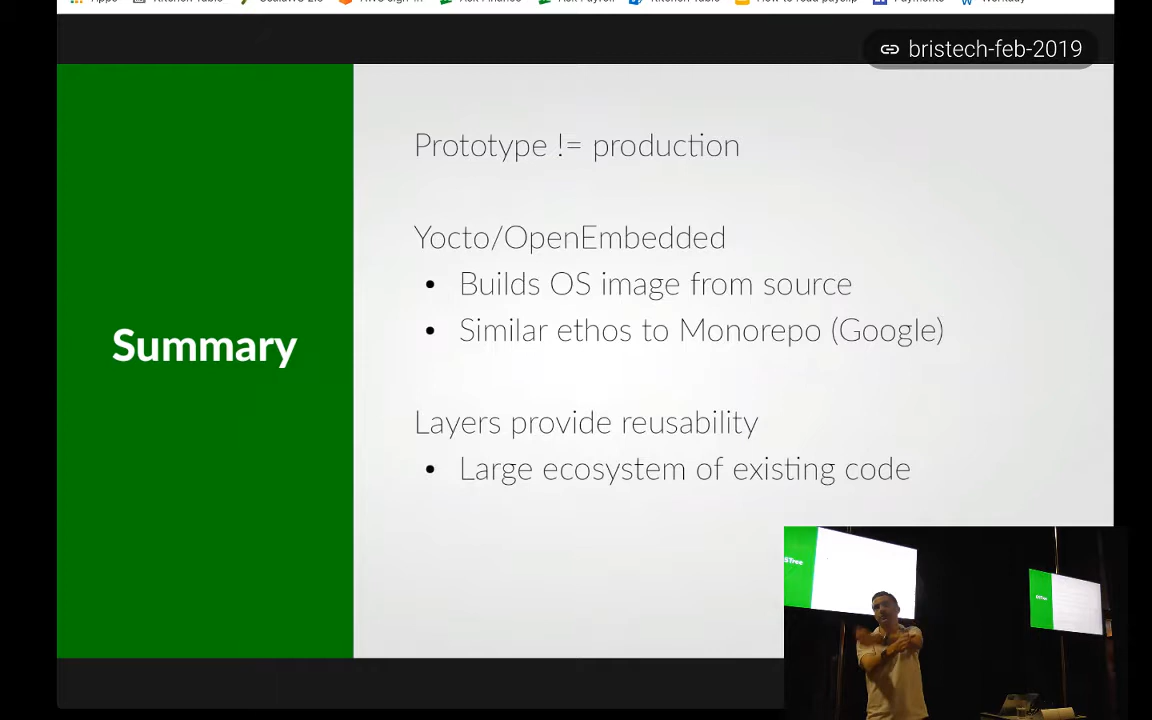 bristech-feb-2019
Prototype != production
Yocto/OpenEmbedded
• Builds OS image from source
• Similar ethos to Monorepo (Google)
Summary
Layers provide reusability
• Large ecosystem of existing code